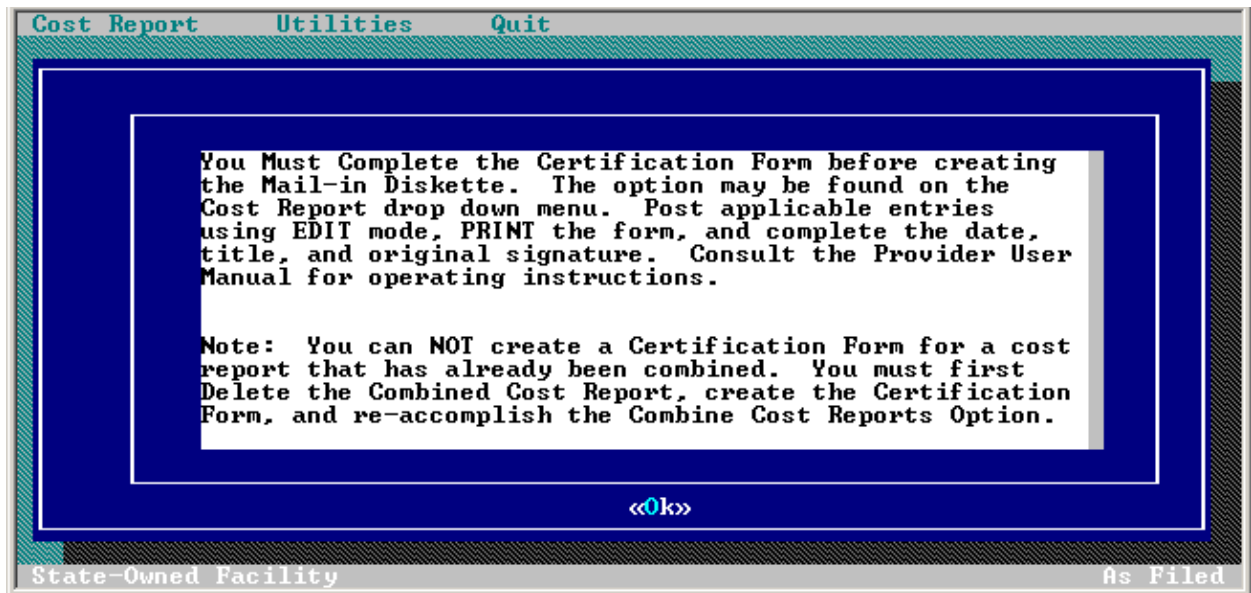 Cost Report Utilities Quit
You Must Complete the Certification Form before creating
the Mail-in Diskette. The option may be found on the
Cost Report drop down menu. Post applicable entries
using EDIT mode, PRINT the form, and complete the date,
title, and original signature. Consult the Provider User
Manual for operating instructions.
Note: You can NOT create a Certification Form for a cost
report that has already been combined. You must first
Delete the Combined Cost Report, create the Certification
Form, and re-accomplish the Combine Cost Reports Option.
«Ok»
State-Owned Facility As Filed